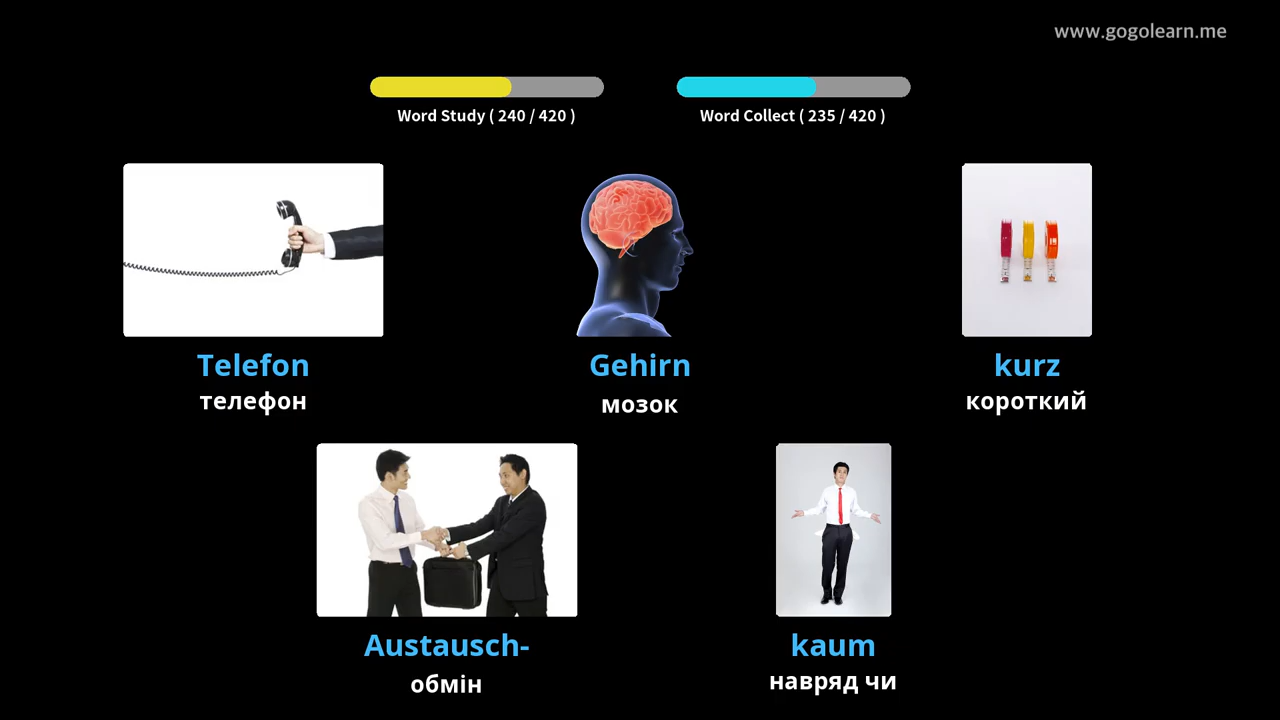 www.gogolearn.me
Word Study ( 240 / 420 )
Word Collect ( 235 / 420 )
Telefon
телефон
Gehirn
мозок
kurz
короткий
Austausch-
обмін
kaum
навряд чи